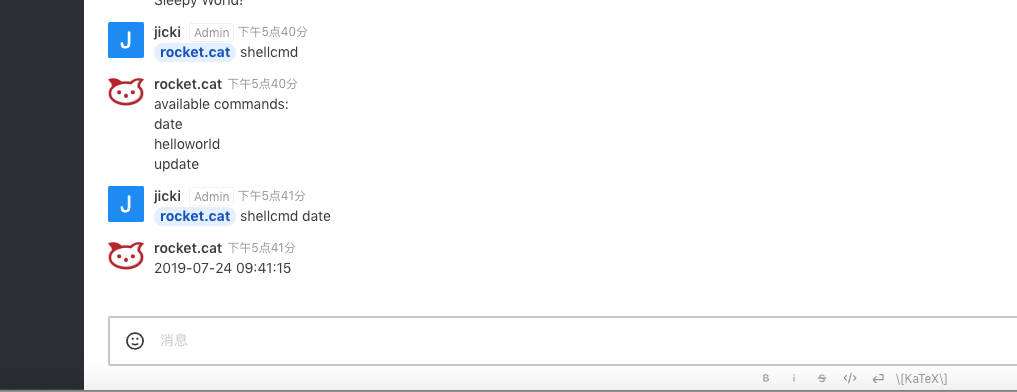 Sleepy World!
J
jicki Admin 下午5点40分
rocket.cat shellcmd
rocket.cat 下午5点40分
available commands:
date
helloworld
update
J
jicki Admin 下午5点41分
rocket.cat shellcmd date
rocket.cat 下午5点41分
2019-07-24 09:41:15
消息
B i S </> \[KaTeX\]